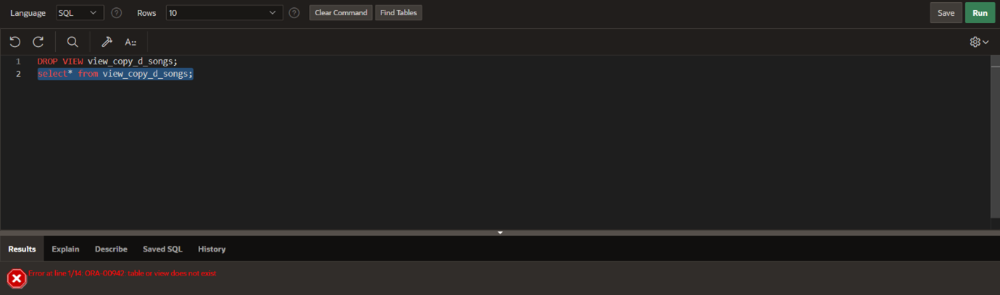 Language SQL ? Rows 10 ? Clear Command Find Tables Save Run
A::
1 DROP VIEW view_copy_d_songs;
2 select* from view_copy_d_songs;
Results Explain Describe Saved SQL History
Error at line 1/14: ORA-00942: table or view does not exist